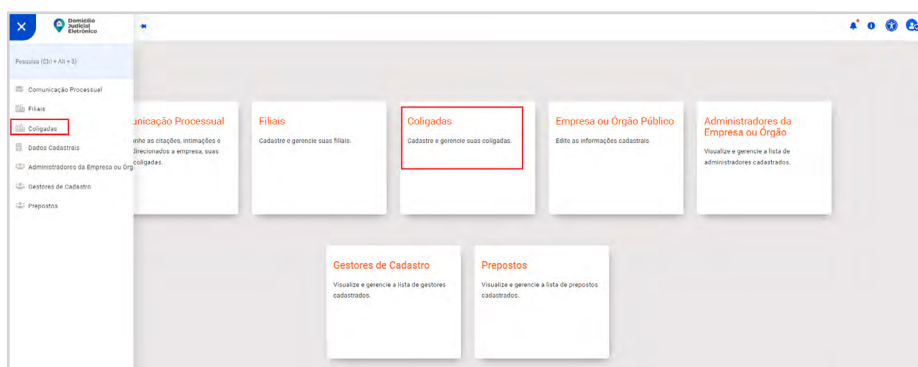 Domicílio
Judicial
Eletrônico
Pesquisa (Ctrl + Alt + S)
Comunicação Processual
Filiais
Coligadas
Dados Cadastrais
Administradores da Empresa ou Órg
Gestores de Cadastro
Prepostos
unicação Processual
nhe as citações, intimações e
direcionados a empresa, suas
coligadas.
Filiais
Cadastre e gerencie suas filiais.
Coligadas
Cadastre e gerencie suas coligadas.
Empresa ou Órgão Público
Edite as informações cadastrais
Administradores da
Empresa ou Órgão
Visualize e gerencie a lista de
administradores cadastrados.
Gestores de Cadastro
Visualize e gerencie a lista de gestores
cadastrados.
Prepostos
Visualize e gerencie a lista de prepostos
cadastrados.